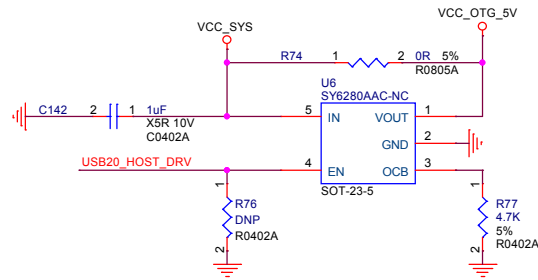 VCC_SYS
VCC_OTG_5V
R74 1 2 0R 5%
R0805A
U6
SY6280AAC-NC
C142 2 1 1uF
X5R 10V
C0402A
5 IN VOUT 1
GND 2
USB20_HOST_DRV
4 EN OCB 3
SOT-23-5
1
R76
DNP
R0402A
2
1
R77
4.7K
5%
R0402A
2